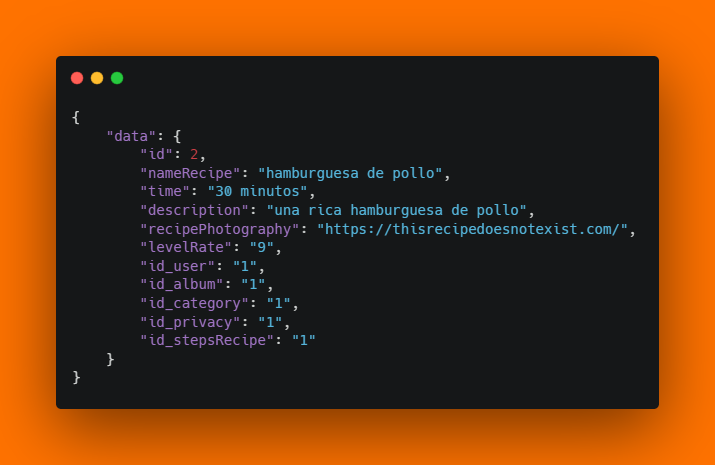 {
    "data": {
        "id": 2,
        "nameRecipe": "hamburguesa de pollo",
        "time": "30 minutos",
        "description": "una rica hamburguesa de pollo",
        "recipePhotography": "https://thisrecipedoesnotexist.com/",
        "levelRate": "9",
        "id_user": "1",
        "id_album": "1",
        "id_category": "1",
        "id_privacy": "1",
        "id_stepsRecipe": "1"
    }
}